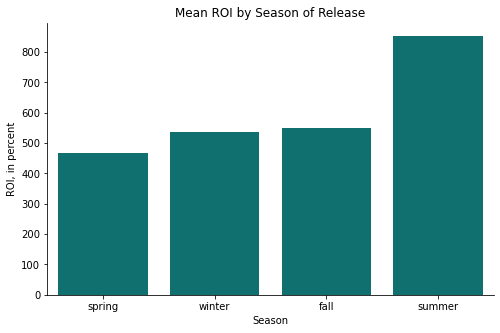 Mean ROI by Season of Release
ROI, in percent
800
700
600
500
400
300
200
100
0
spring winter fall summer
Season